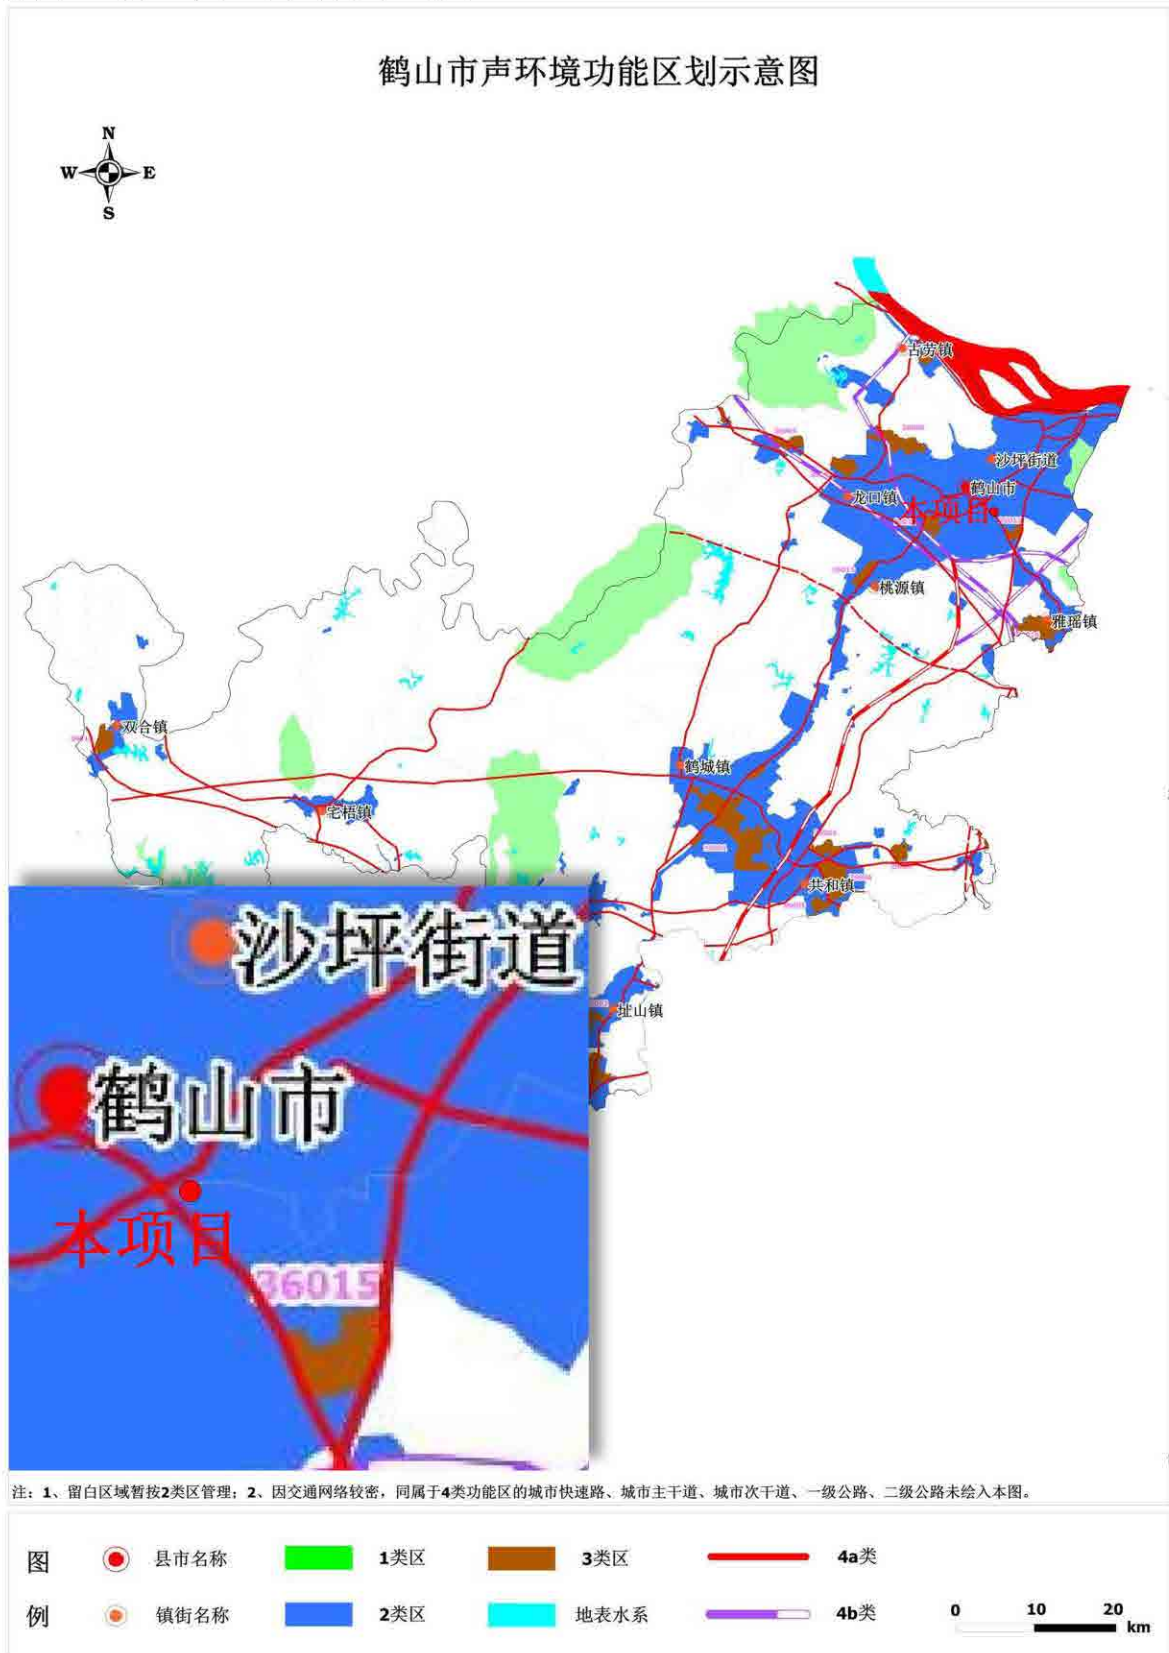 鹤山市声环境功能区划示意图
N
W E
S
古劳镇
沙坪街道
鹤山市
龙口镇
本项目
桃源镇
雅瑶镇
双合镇
鹤城镇
宅梧镇
共和镇
址山镇
沙坪街道
鹤山市
本项目
36015
注：1、留白区域暂按2类区管理；2、因交通网络较密，同属于4类功能区的城市快速路、城市主干道、城市次干道、一级公路、二级公路未绘入本图。
图 县市名称 1类区 3类区 4a类
例 镇街名称 2类区 地表水系 4b类
0 10 20
km